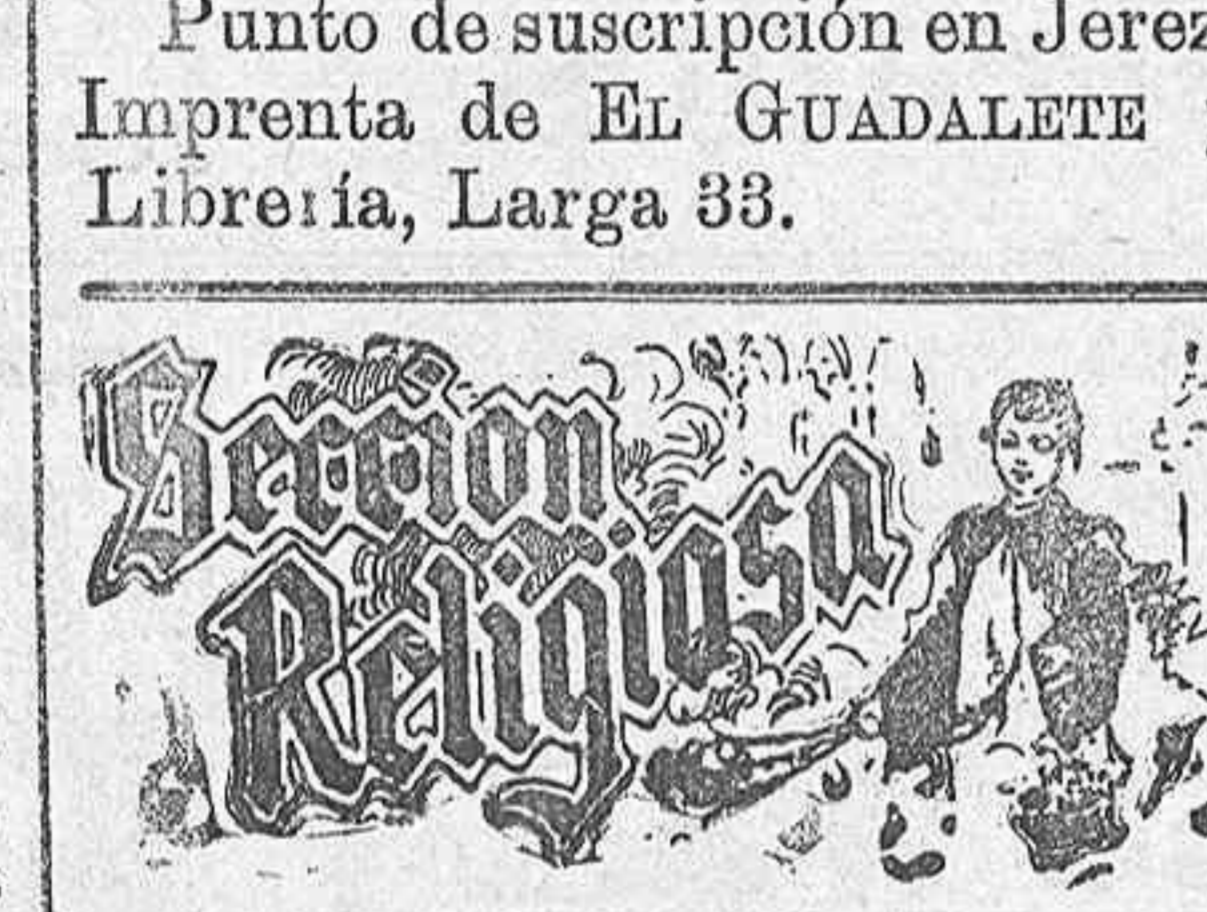 Punto de suscripción en Jerez
Imprenta de EL GUADALETE
Librería, Larga 33.
Seccion
Religiosa